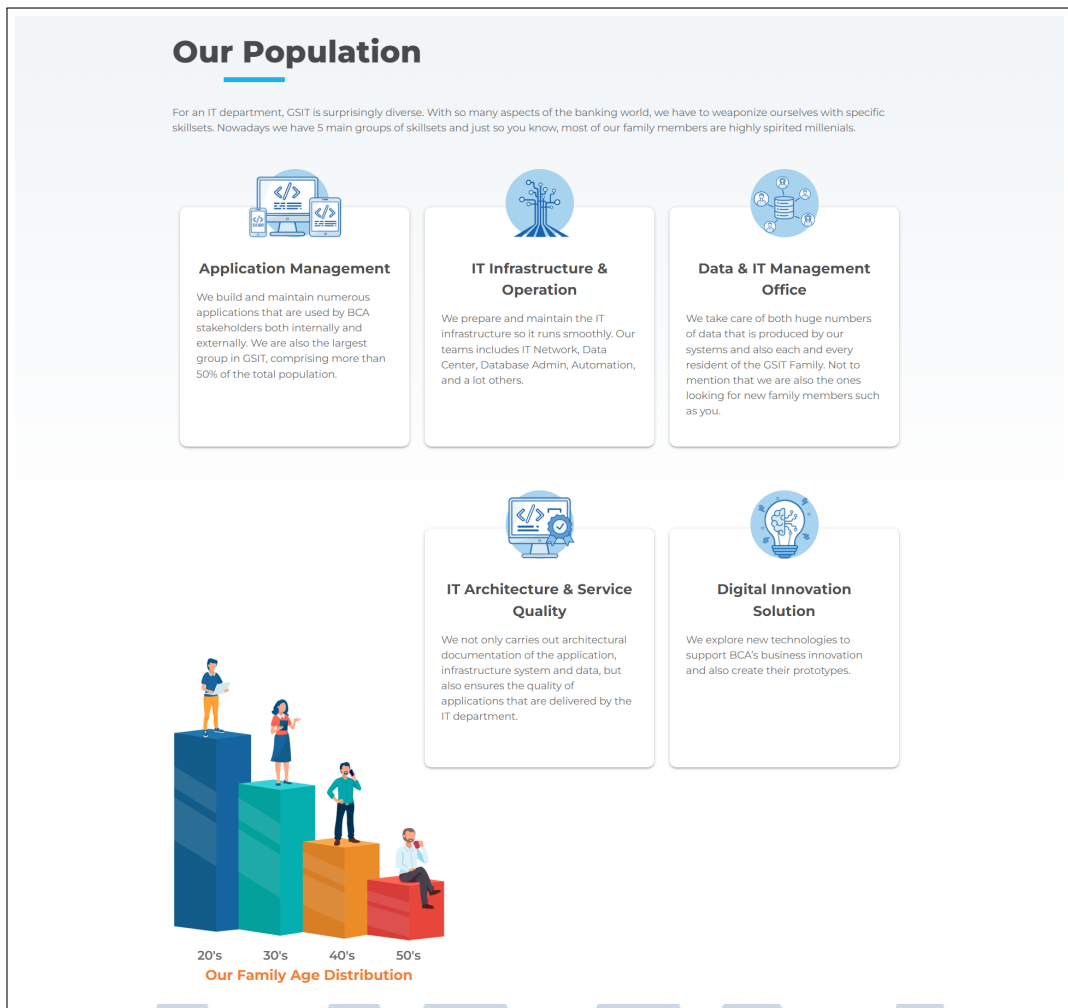 Our Population
For an IT department, GSIT is surprisingly diverse. With so many aspects of the banking world, we have to weaponize ourselves with specific
skillsets. Nowadays we have 5 main groups of skillsets and just so you know, most of our family members are highly spirited millenials.
Application Management
We build and maintain numerous
applications that are used by BCA
stakeholders both internally and
externally. We are also the largest
group in GSIT, comprising more than
50% of the total population.
IT Infrastructure &
Operation
We prepare and maintain the IT
infrastructure so it runs smoothly. Our
teams includes IT Network, Data
Center, Database Admin, Automation,
and a lot others.
Data & IT Management
Office
We take care of both huge numbers
of data that is produced by our
systems and also each and every
resident of the GSIT Family. Not to
mention that we are also the ones
looking for new family members such
as you.
IT Architecture & Service
Quality
We not only carries out architectural
documentation of the application,
infrastructure system and data, but
also ensures the quality of
applications that are delivered by the
IT department.
Digital Innovation
Solution
We explore new technologies to
support BCA's business innovation
and also create their prototypes.
20's 30's 40's 50's
Our Family Age Distribution